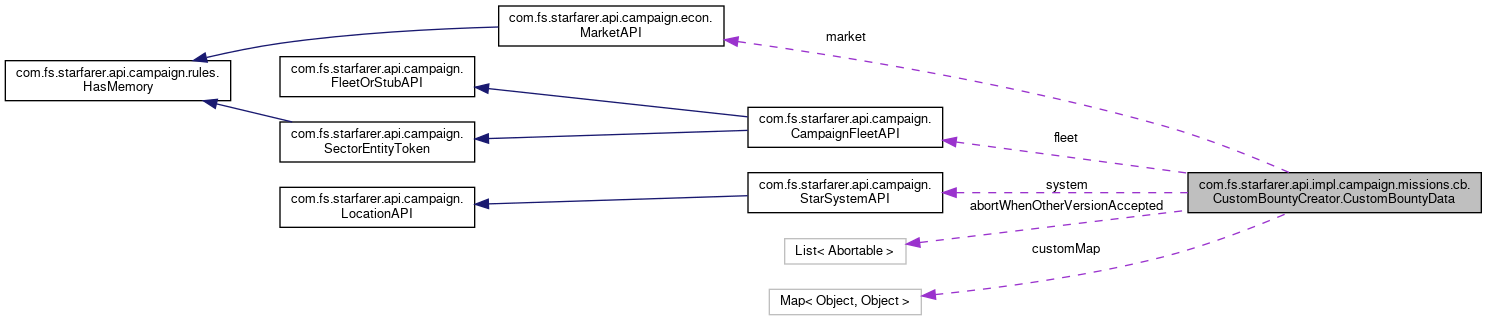 com.fs.starfarer.api.campaign.econ.
MarketAPI
market
com.fs.starfarer.api.campaign.rules.
HasMemory
com.fs.starfarer.api.campaign.
FleetOrStubAPI
com.fs.starfarer.api.campaign.
CampaignFleetAPI
fleet
com.fs.starfarer.api.campaign.
SectorEntityToken
com.fs.starfarer.api.campaign.
StarSystemAPI
system
com.fs.starfarer.api.impl.campaign.missions.cb.
CustomBountyCreator.CustomBountyData
com.fs.starfarer.api.campaign.
LocationAPI
abortWhenOtherVersionAccepted
List< Abortable >
customMap
Map< Object, Object >